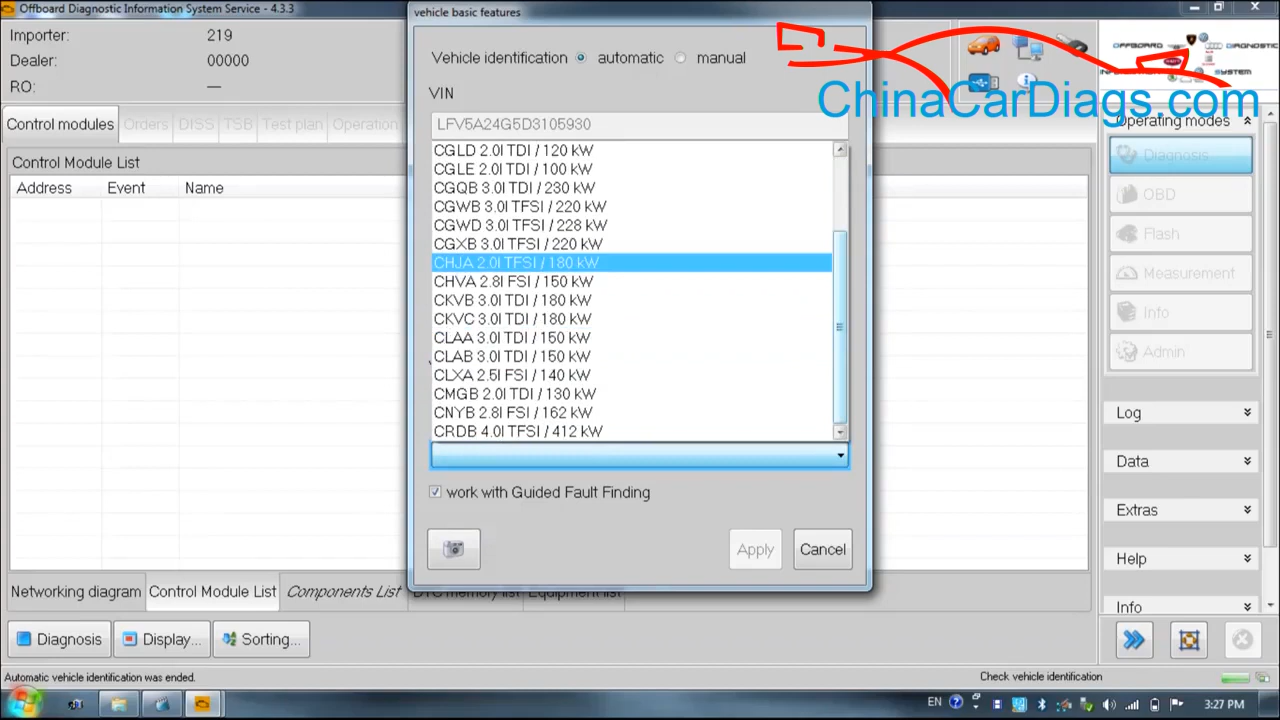 Offboard Diagnostic Information System Service - 4.3.3
Importer: 219
Dealer: 00000
RO: —
Control modules Orders DISS TSB Test plan Operation
Control Module List
Address Event Name
vehicle basic features
Vehicle identification automatic manual
VIN
LFV5A24G5D3105930
CGLD 2.0l TDI / 120 kW
CGLE 2.0l TDI / 100 kW
CGQB 3.0l TDI / 230 kW
CGWB 3.0l TFSI / 220 kW
CGWD 3.0l TFSI / 228 kW
CGXB 3.0l TFSI / 220 kW
CHJA 2.0l TFSI / 180 kW
CHVA 2.8l FSI / 150 kW
CKVB 3.0l TDI / 180 kW
CKVC 3.0l TDI / 180 kW
CLAA 3.0l TDI / 150 kW
CLAB 3.0l TDI / 150 kW
CLXA 2.5l FSI / 140 kW
CMGB 2.0l TDI / 130 kW
CNYB 2.8l FSI / 162 kW
CRDB 4.0l TFSI / 412 kW
work with Guided Fault Finding
Apply Cancel
OFFBOARD DIAGNOSTIC
SYSTEM
ChinaCarDiags.com
Operating modes
Diagnosis
OBD
Flash
Measurement
Info
Admin
Log
Data
Extras
Help
Info
Networking diagram Control Module List Components List DTC memory list Equipment list
Diagnosis Display... Sorting...
Automatic vehicle identification was ended. Check vehicle identification
EN 3:27 PM